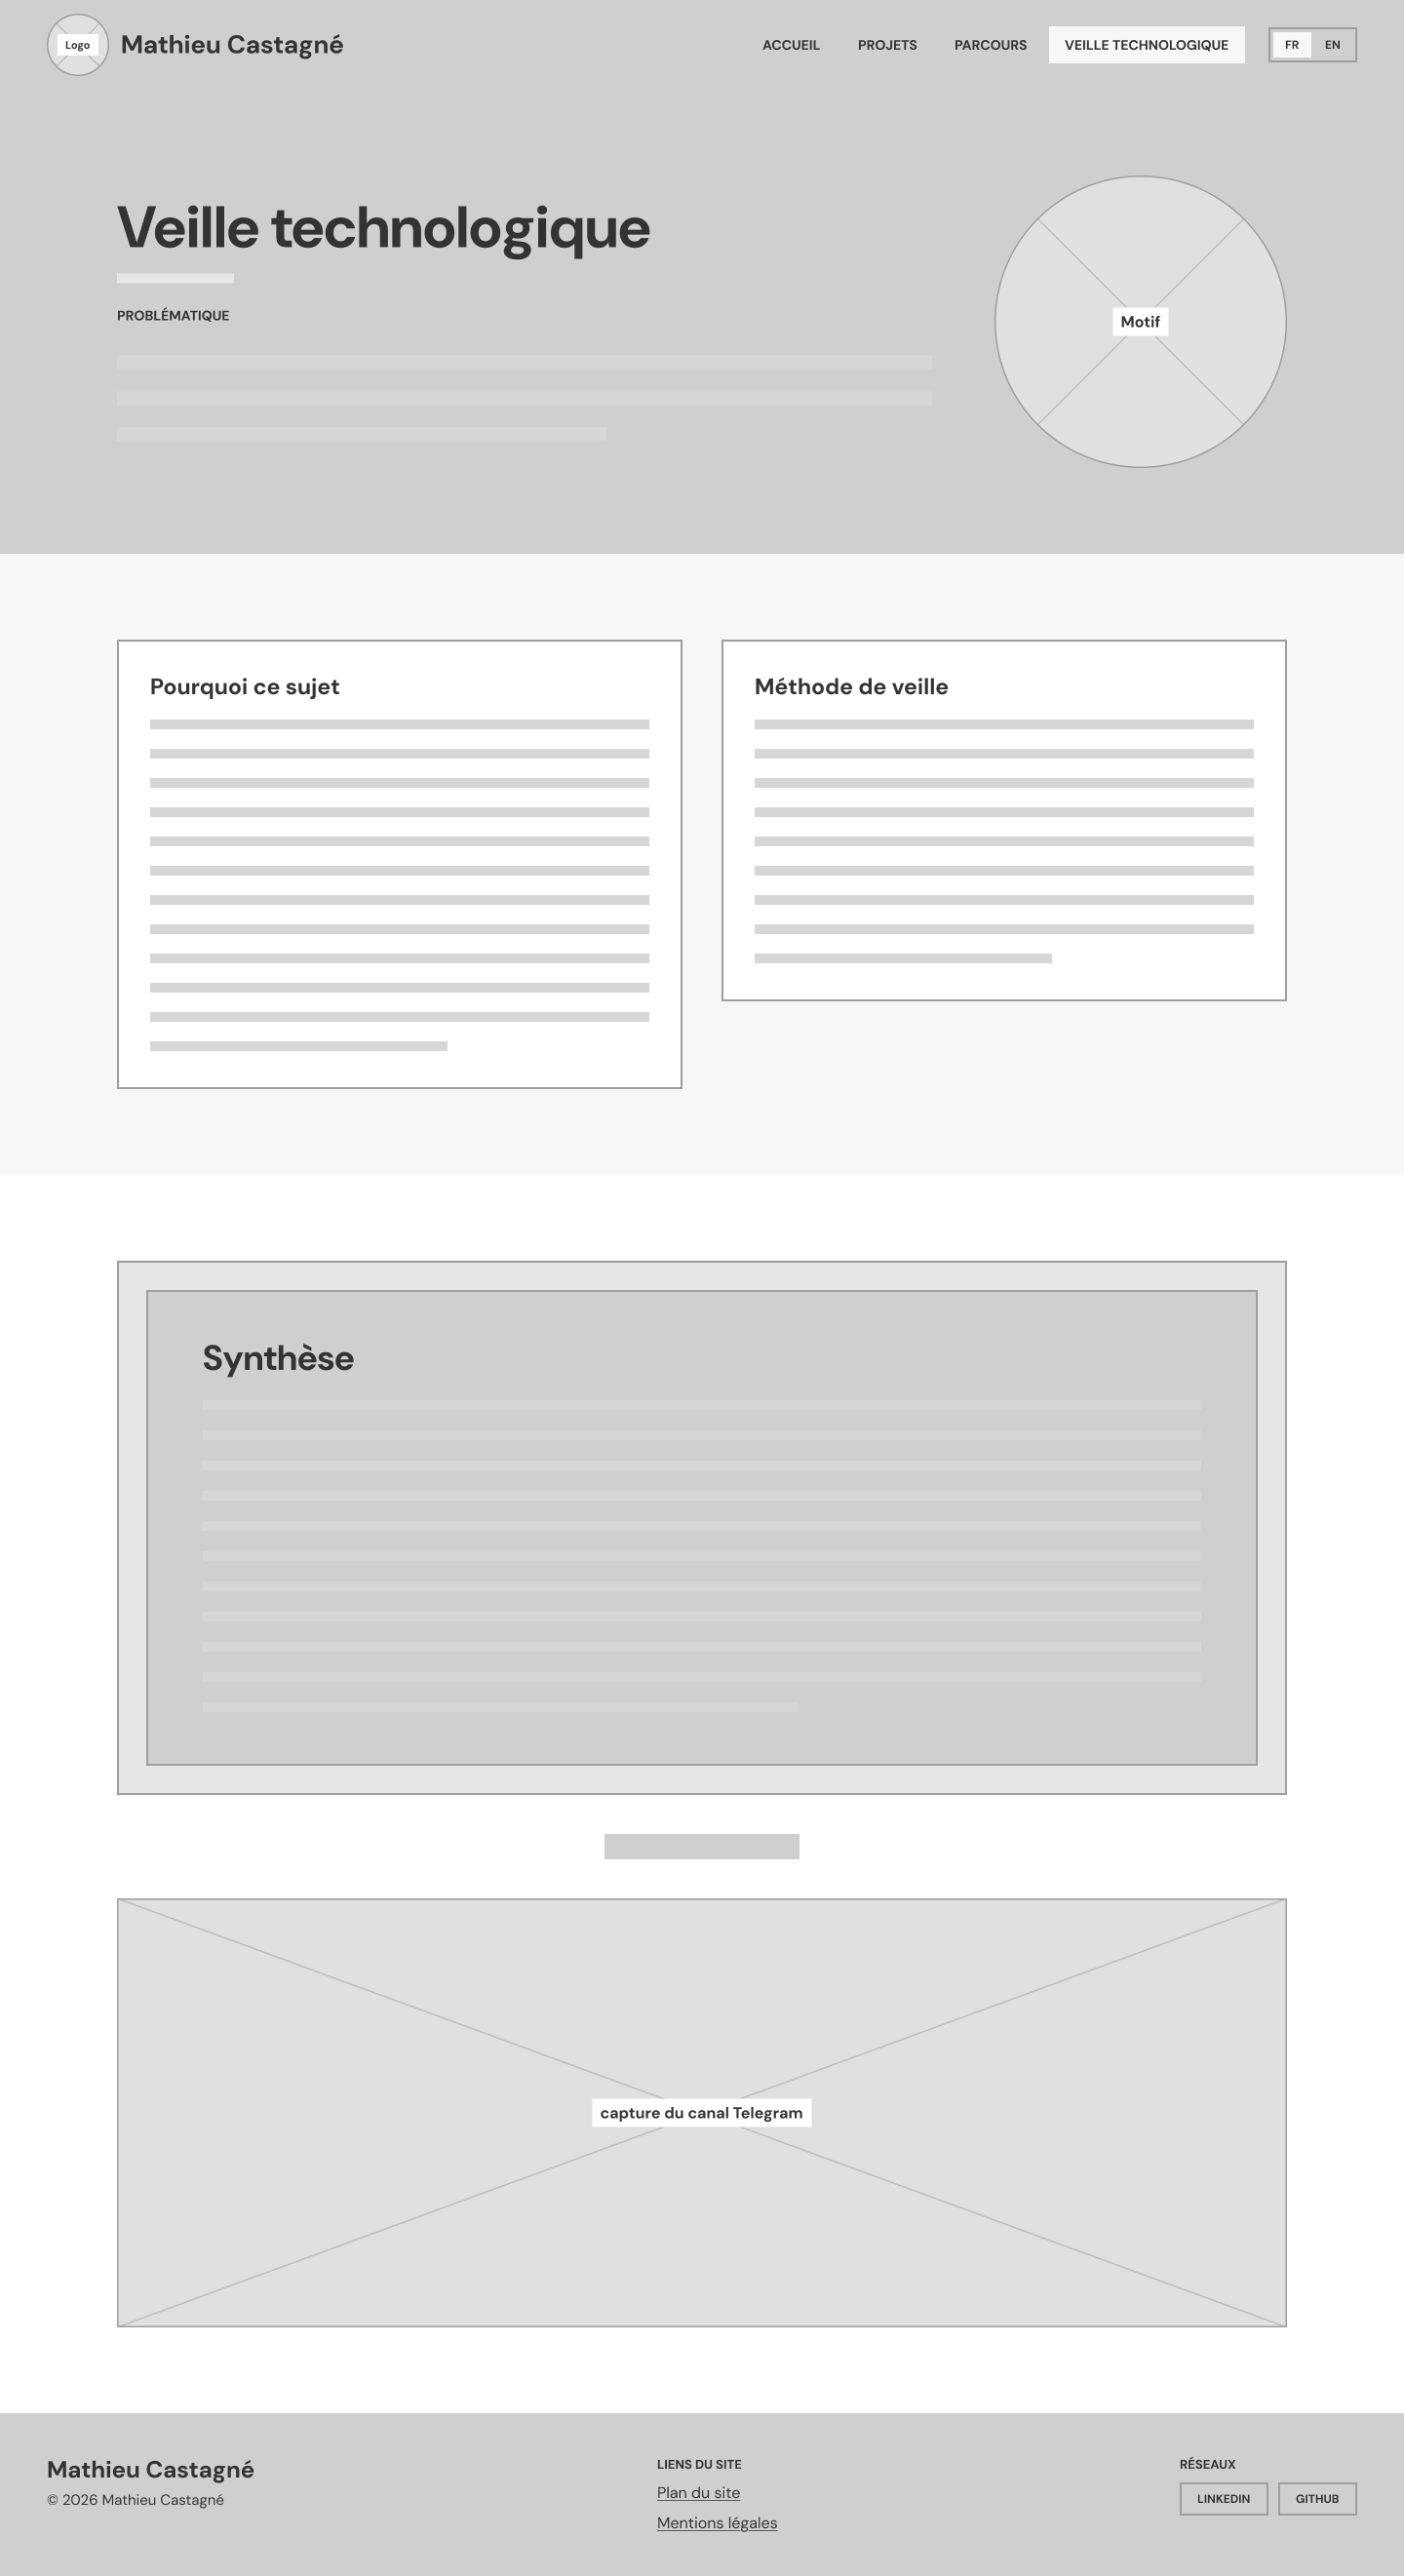 Logo
Mathieu Castagné
ACCUEIL
PROJETS
PARCOURS
VEILLE TECHNOLOGIQUE
FR
EN
Veille technologique
PROBLÉMATIQUE
Motif
Pourquoi ce sujet
Méthode de veille
Synthèse
capture du canal Telegram
Mathieu Castagné
© 2026 Mathieu Castagné
LIENS DU SITE
Plan du site
Mentions légales
RÉSEAUX
LINKEDIN
GITHUB